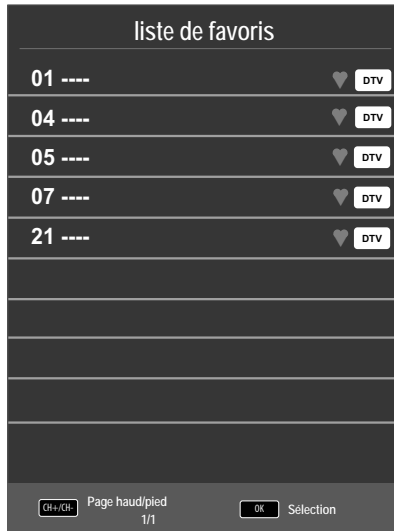 liste de favoris
01 ---- DTV
04 ---- DTV
05 ---- DTV
07 ---- DTV
21 ---- DTV
CH+/CH- Page haud/pied OK Sélection
1/1